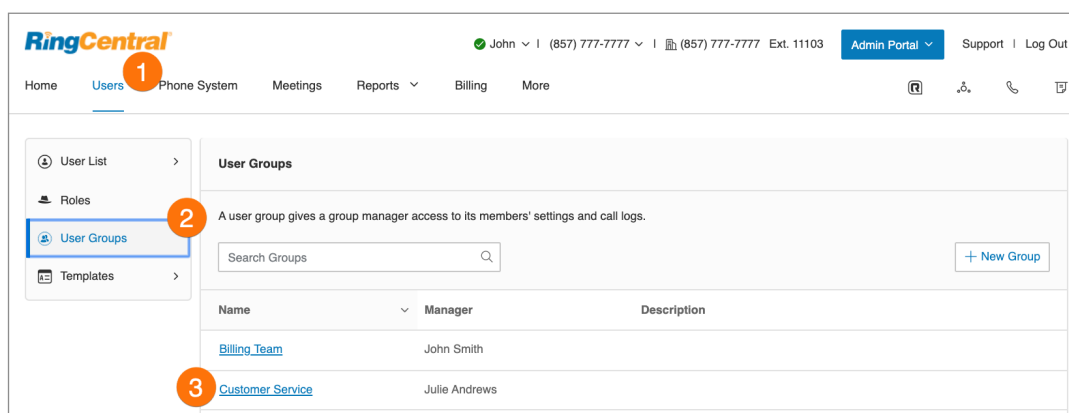 RingCentral
John | (857) 777-7777 | (857) 777-7777 Ext. 11103 Admin Portal Support | Log Out
1
Home Users Phone System Meetings Reports Billing More
User List
User Groups
Roles
2
A user group gives a group manager access to its members' settings and call logs.
User Groups
Search Groups
+ New Group
Templates
Name Manager Description
Billing Team John Smith
3
Customer Service Julie Andrews